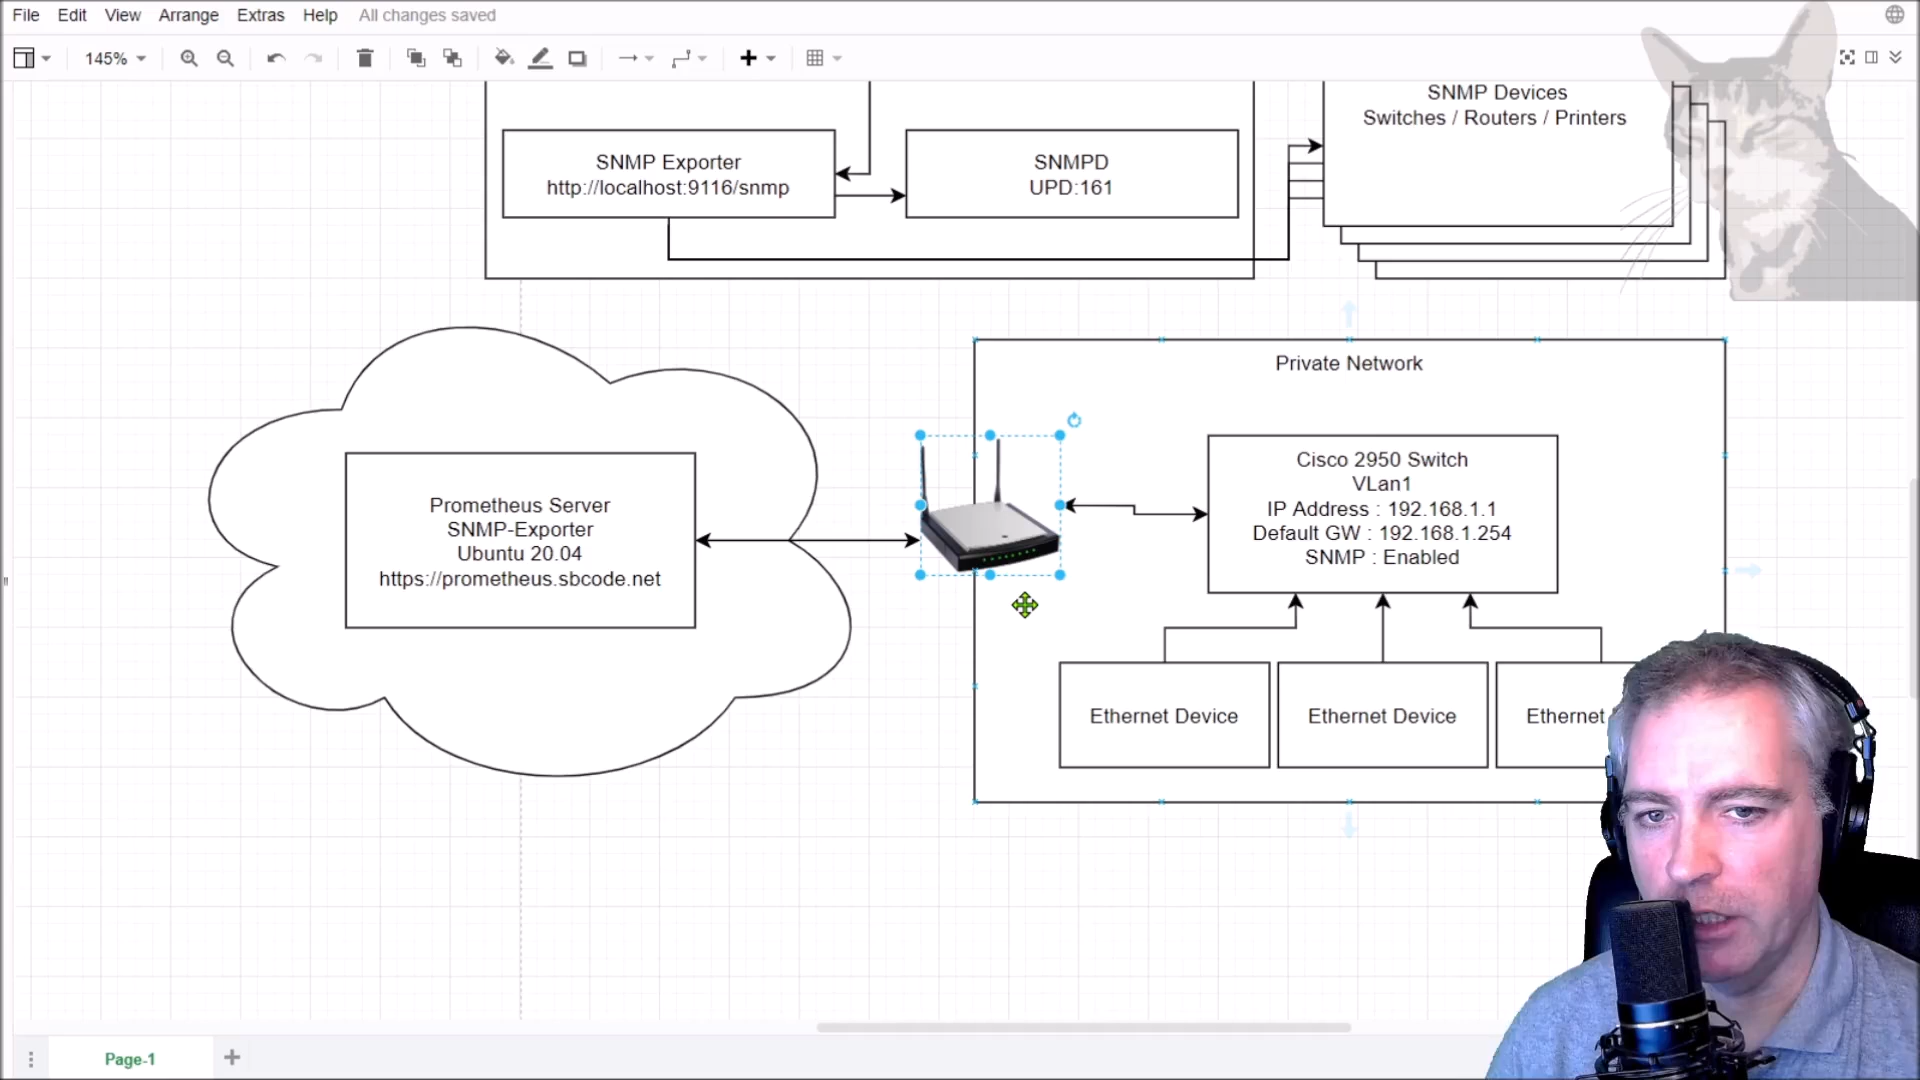 File Edit View Arrange Extras Help All changes saved
145%
SNMP Devices
Switches / Routers / Printers
SNMP Exporter
http://localhost:9116/snmp
SNMPD
UPD:161
Private Network
Prometheus Server
SNMP-Exporter
Ubuntu 20.04
https://prometheus.sbcode.net
Cisco 2950 Switch
VLan1
IP Address : 192.168.1.1
Default GW : 192.168.1.254
SNMP : Enabled
Ethernet Device
Ethernet Device
Ethernet
Page-1